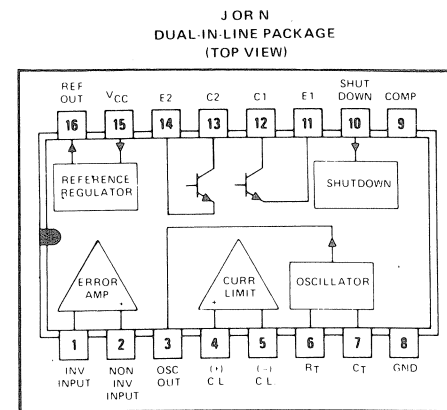 J OR N
DUAL-IN-LINE PACKAGE
(TOP VIEW)
REF OUT VCC E2 C2 C1 E1 SHUT DOWN COMP
16 15 14 13 12 11 10 9
REFERENCE REGULATOR
SHUTDOWN
ERROR AMP
- +
CURR LIMIT
+ -
OSCILLATOR
1 2 3 4 5 6 7 8
INV INPUT
NON INV INPUT
OSC OUT
(+) C L
(−) C L.
RT
CT
GND